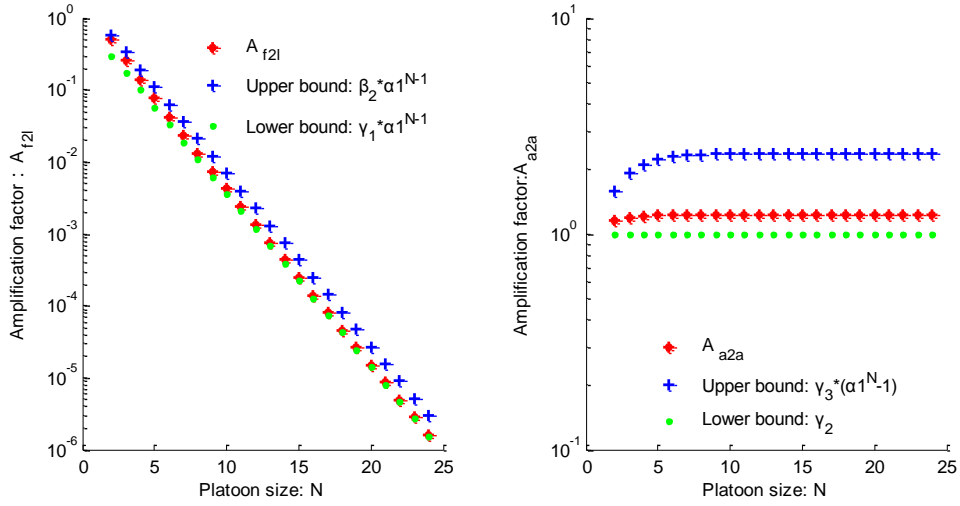 10^0
10^-1
10^-2
10^-3
10^-4
10^-5
10^-6
0 5 10 15 20 25
Platoon size: N
Amplification factor : A_f2l
A_f2l
Upper bound: β_2*α1^N-1
Lower bound: γ_1*α1^N-1
10^1
10^0
10^-1
0 5 10 15 20 25
Platoon size: N
Amplification factor:A_a2a
A_a2a
Upper bound: γ_3*(α1^N-1)
Lower bound: γ_2